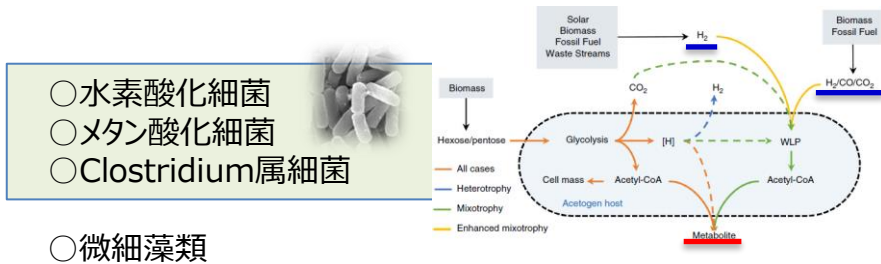 ○水素酸化細菌
○メタン酸化細菌
○Clostridium属細菌
○微細藻類
Solar
Biomass
Fossil Fuel
Waste Streams
H2
Biomass
Fossil Fuel
Biomass
CO2
H2
H2/CO/CO2
Hexose/pentose
Glycolysis
[H]
WLP
All cases
Heterotrophy
Mixotrophy
Enhanced mixotrophy
Cell mass
Acetyl-CoA
Acetyl-CoA
Acetogen host
Metabolite